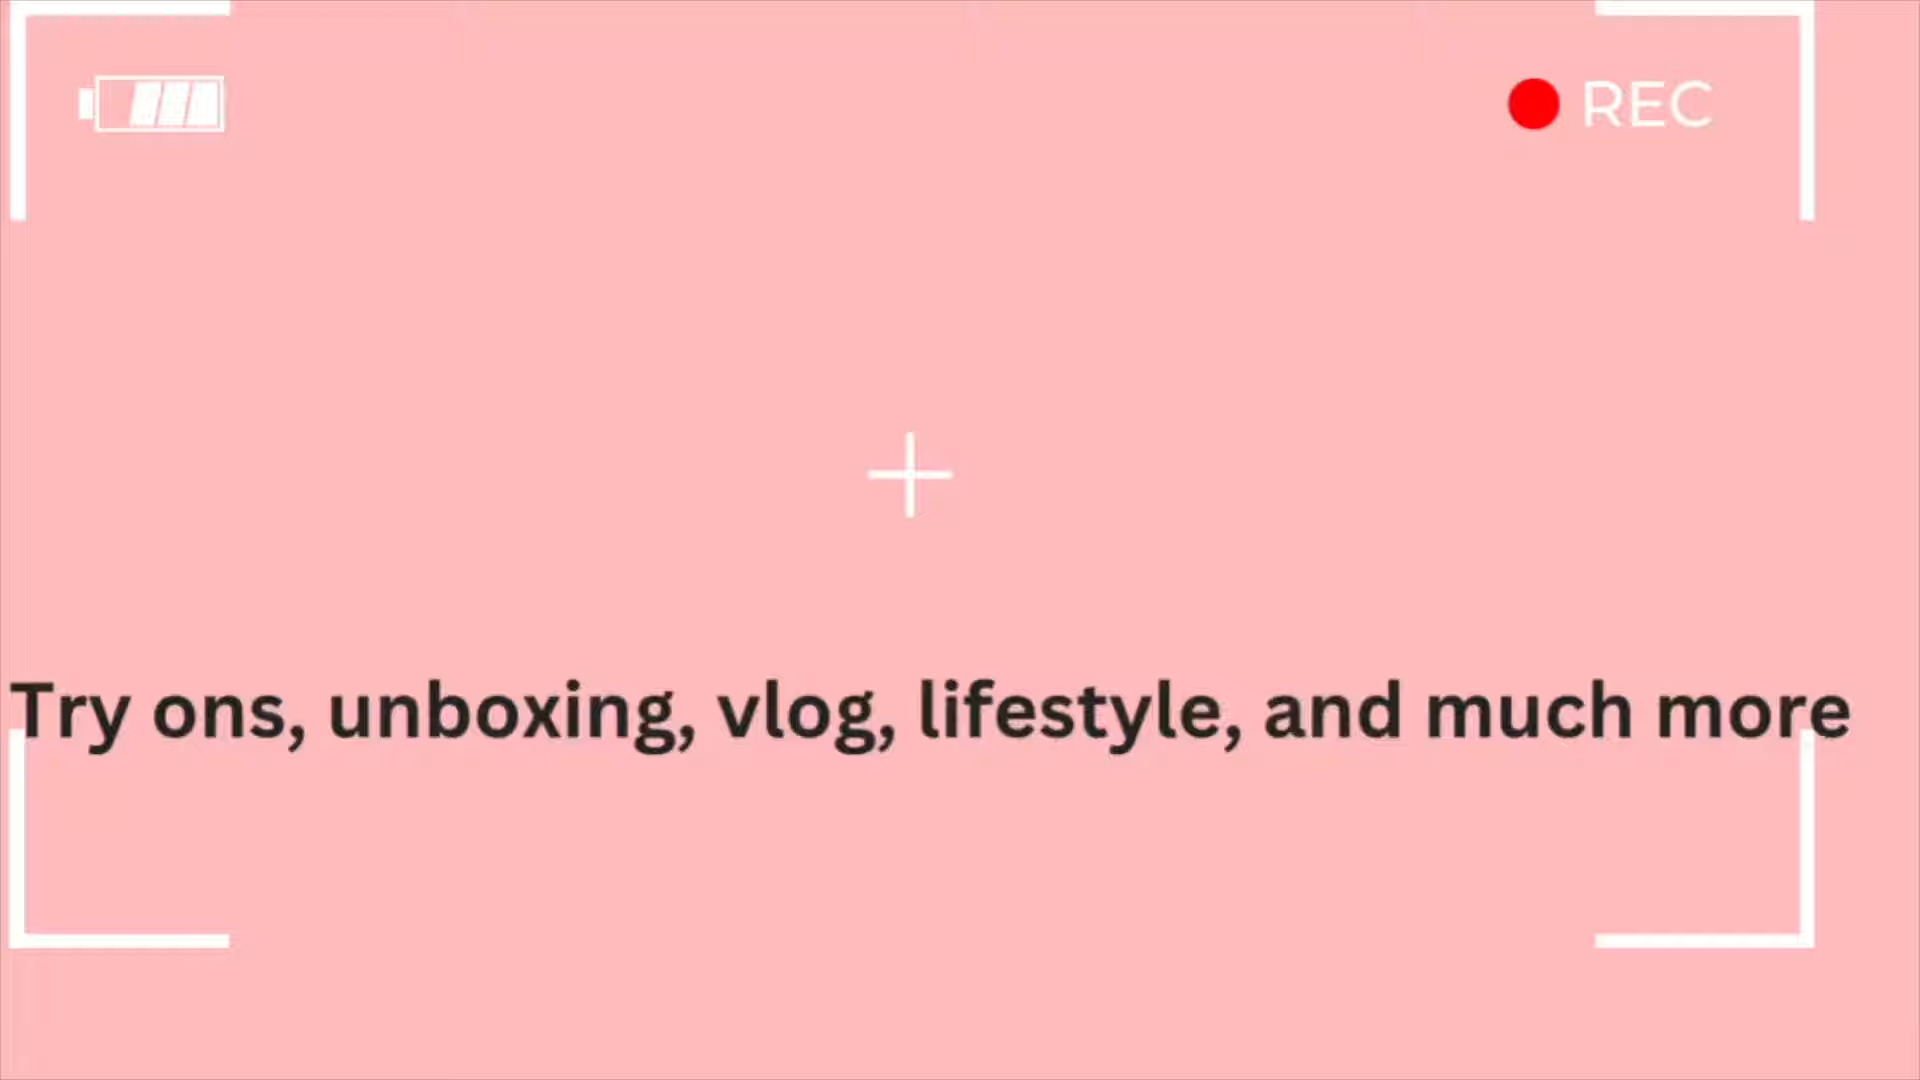 REC
Try ons, unboxing, vlog, lifestyle, and much more